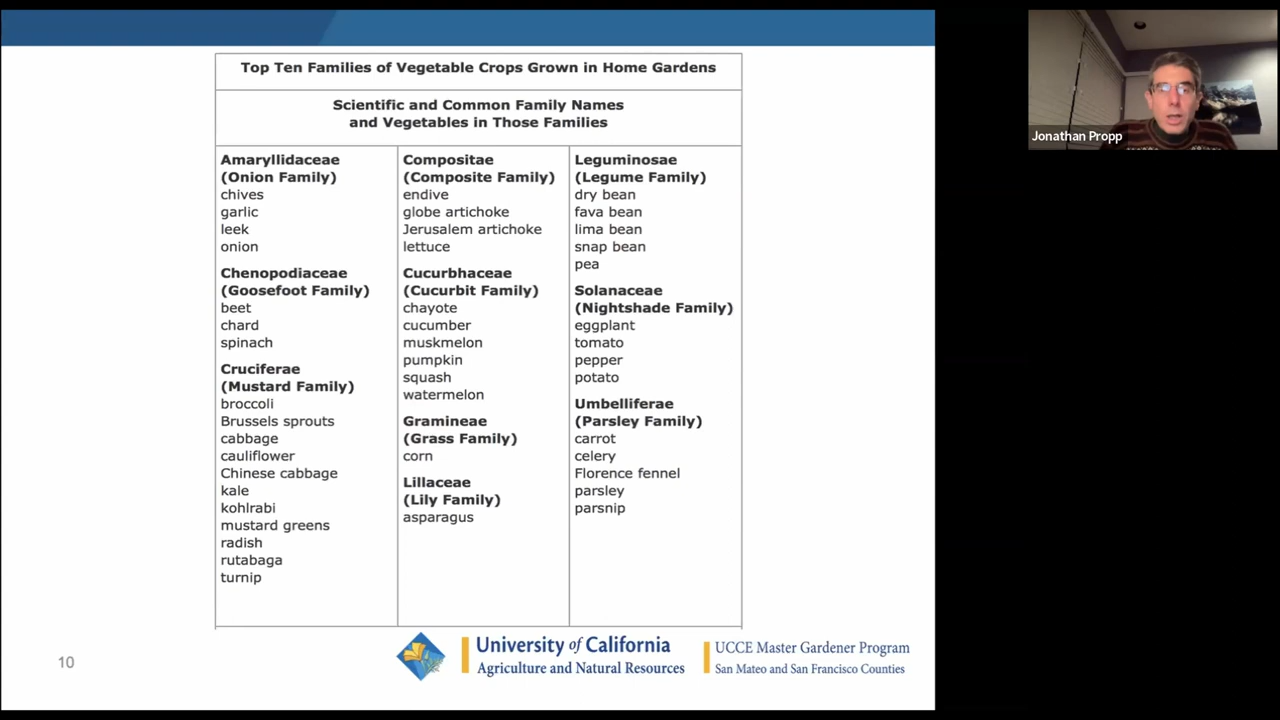 Top Ten Families of Vegetable Crops Grown in Home Gardens
Scientific and Common Family Names
and Vegetables in Those Families
Amaryllidaceae
(Onion Family)
chives
garlic
leek
onion
Chenopodiaceae
(Goosefoot Family)
beet
chard
spinach
Cruciferae
(Mustard Family)
broccoli
Brussels sprouts
cabbage
cauliflower
Chinese cabbage
kale
kohlrabi
mustard greens
radish
rutabaga
turnip
Compositae
(Composite Family)
endive
globe artichoke
Jerusalem artichoke
lettuce
Cucurbhaceae
(Cucurbit Family)
chayote
cucumber
muskmelon
pumpkin
squash
watermelon
Gramineae
(Grass Family)
corn
Lillaceae
(Lily Family)
asparagus
Leguminosae
(Legume Family)
dry bean
fava bean
lima bean
snap bean
pea
Solanaceae
(Nightshade Family)
eggplant
tomato
pepper
potato
Umbelliferae
(Parsley Family)
carrot
celery
Florence fennel
parsley
parsnip
10
University of California
Agriculture and Natural Resources
UCCE Master Gardener Program
San Mateo and San Francisco Counties
Jonathan Propp